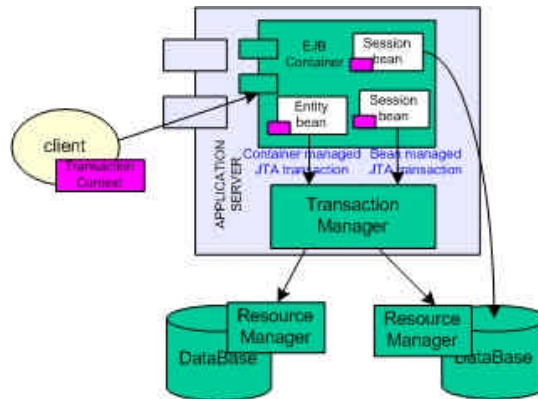 EJB
Container
Session
bean
Entity
bean
Session
bean
client
Transaction
Context
Container managed
JTA transaction
Bean managed
JTA transaction
APPLICATION
SERVER
Transaction
Manager
Resource
Manager
DataBase
Resource
Manager
DataBase